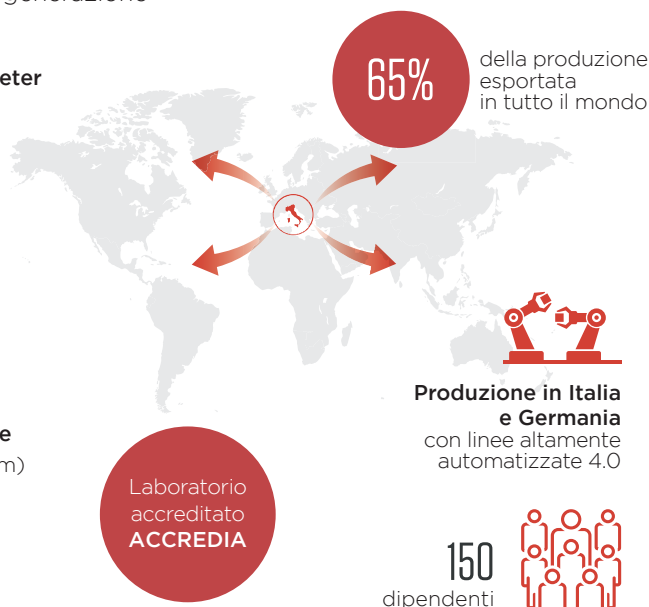 generazione
eter
65%
della produzione
esportata
in tutto il mondo
Produzione in Italia
e Germania
con linee altamente
automatizzate 4.0
e
m)
Laboratorio
accreditato
ACCREDIA
150
dipendenti